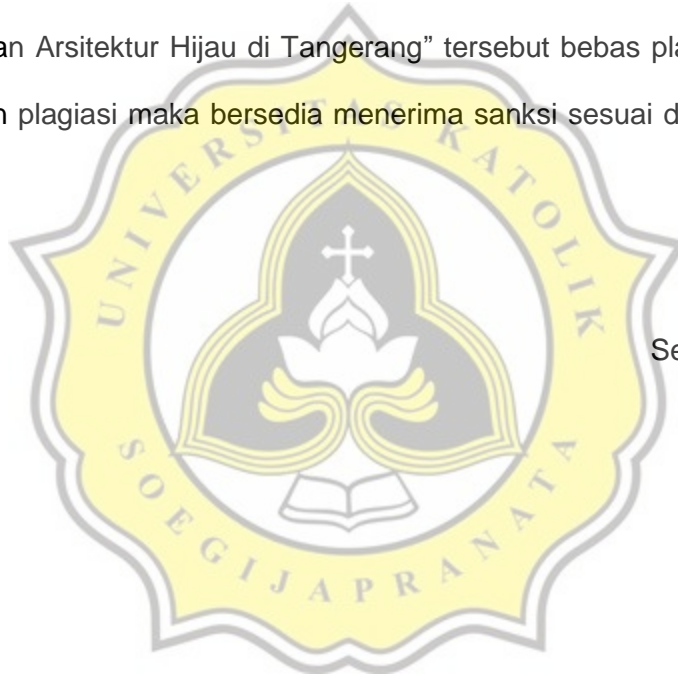 an Arsitektur Hijau di Tangerang” tersebut bebas pla
n plagiasi maka bersedia menerima sanksi sesuai d
UNIVERSITAS KATOLIK
Se
SOEGIJAPRANATA